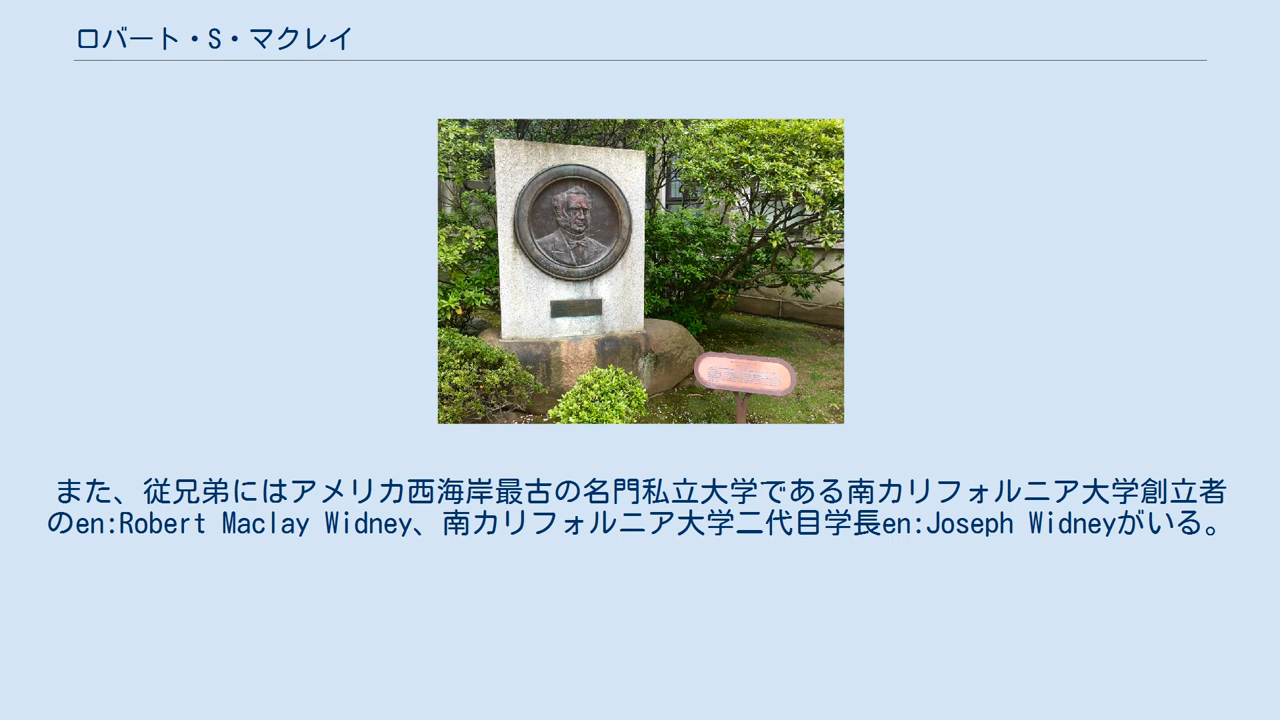 ロバート・S・マクレイ
また、従兄弟にはアメリカ西海岸最古の名門私立大学である南カリフォルニア大学創立者
のen:Robert Maclay Widney、南カリフォルニア大学二代目学長en:Joseph Widneyがいる。